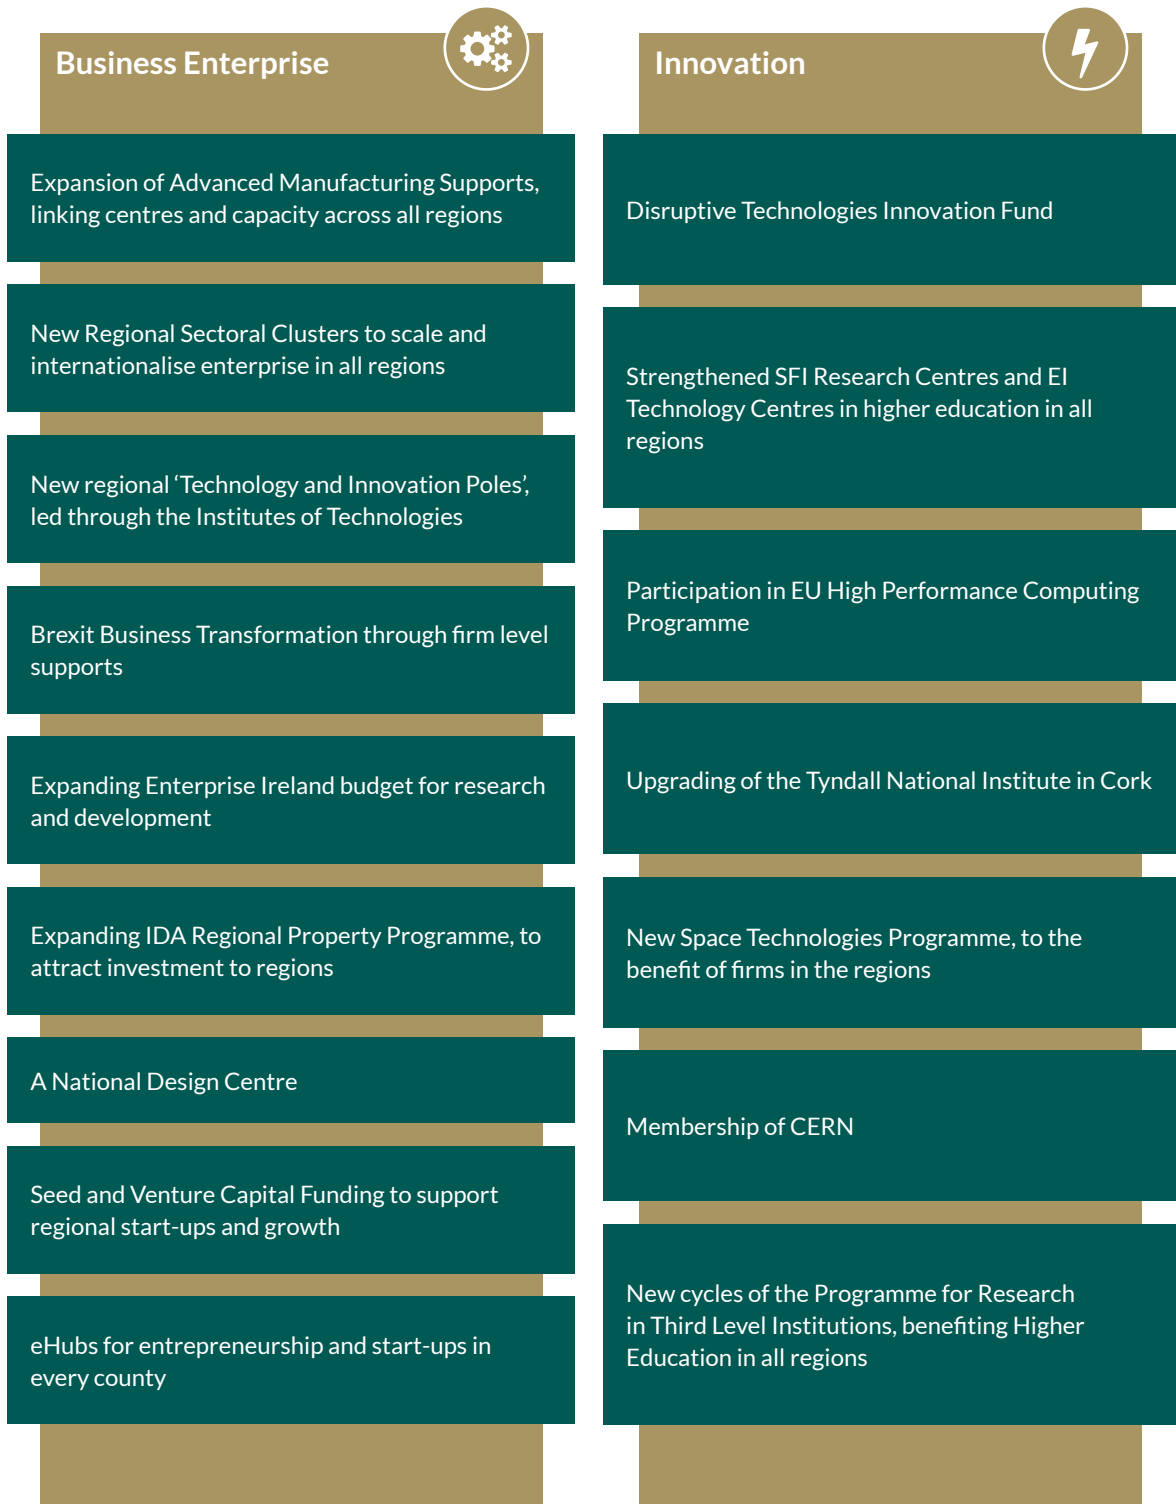 Business Enterprise
Expansion of Advanced Manufacturing Supports,
linking centres and capacity across all regions
New Regional Sectoral Clusters to scale and
internationalise enterprise in all regions
New regional ‘Technology and Innovation Poles’,
led through the Institutes of Technologies
Brexit Business Transformation through firm level
supports
Expanding Enterprise Ireland budget for research
and development
Expanding IDA Regional Property Programme, to
attract investment to regions
A National Design Centre
Seed and Venture Capital Funding to support
regional start-ups and growth
eHubs for entrepreneurship and start-ups in
every county
Innovation
Disruptive Technologies Innovation Fund
Strengthened SFI Research Centres and EI
Technology Centres in higher education in all
regions
Participation in EU High Performance Computing
Programme
Upgrading of the Tyndall National Institute in Cork
New Space Technologies Programme, to the
benefit of firms in the regions
Membership of CERN
New cycles of the Programme for Research
in Third Level Institutions, benefiting Higher
Education in all regions